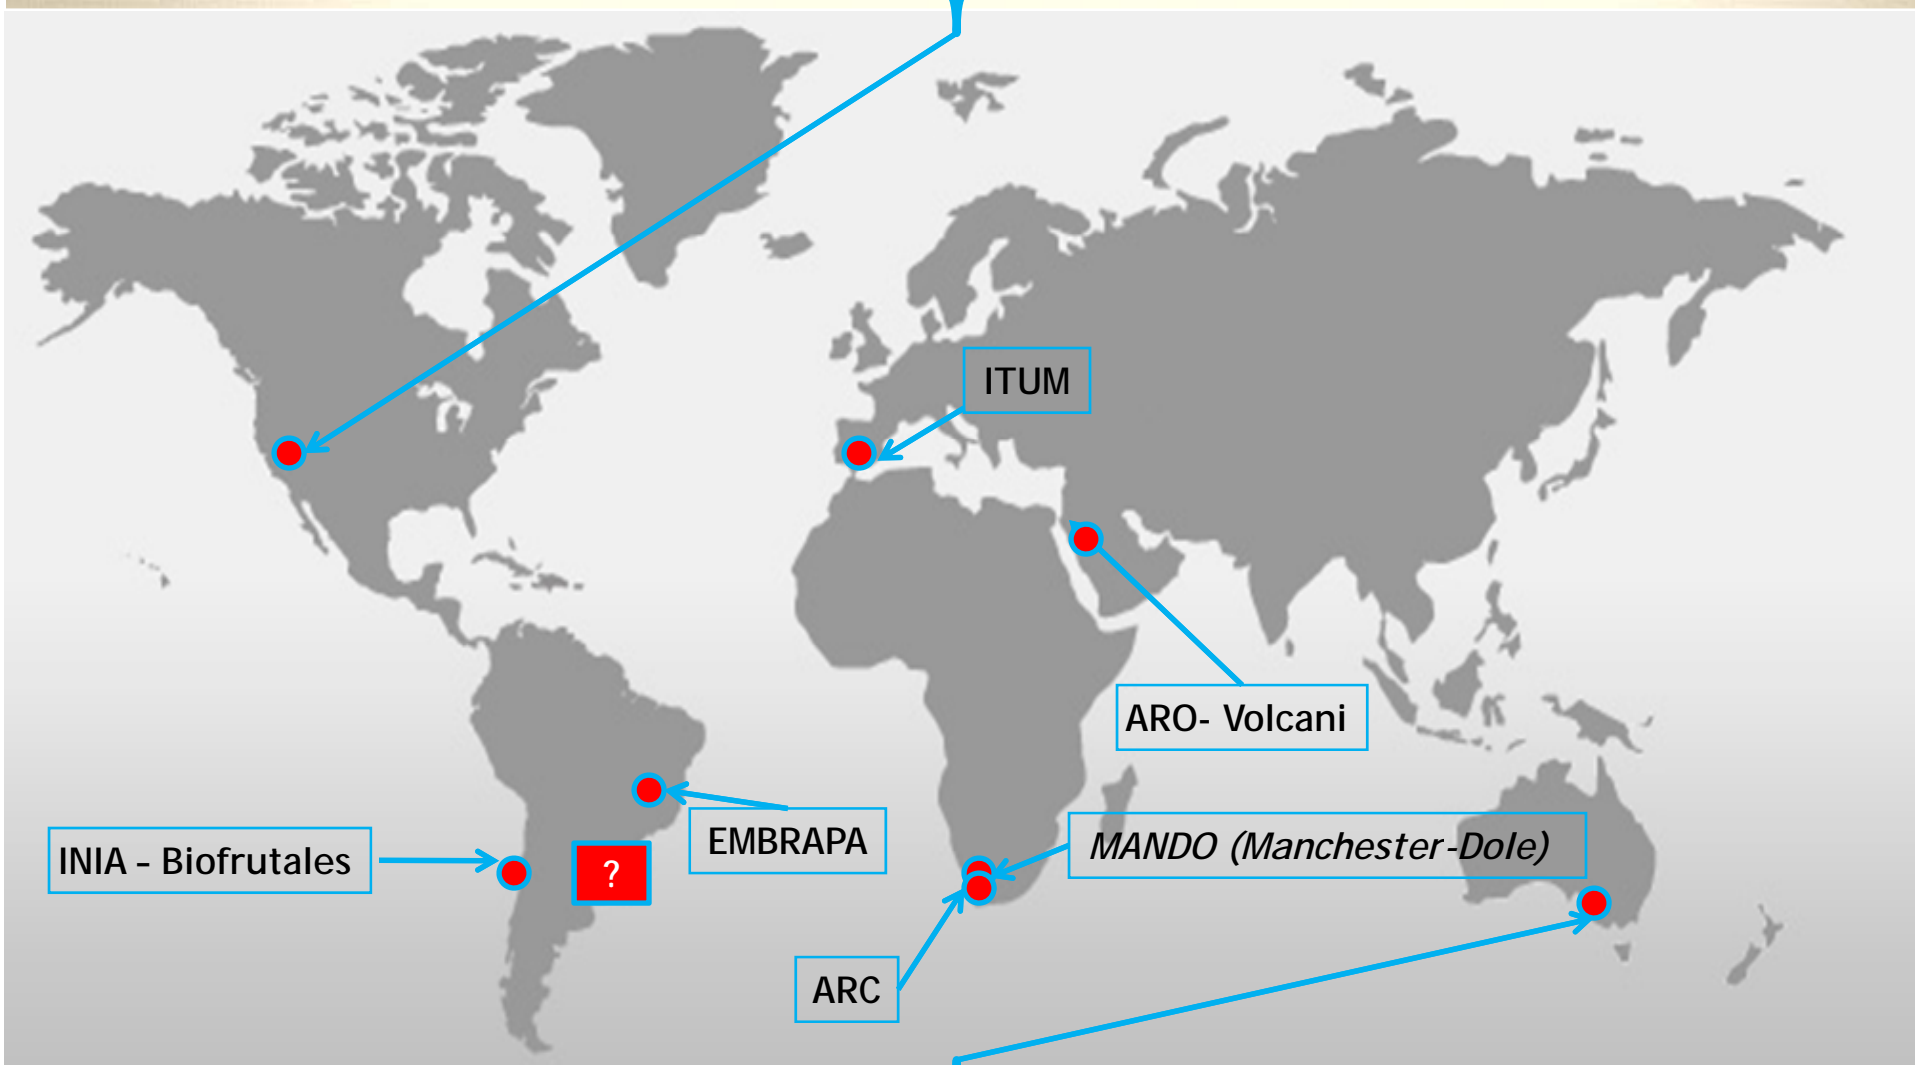 ITUM
ARO- Volcani
EMBRAPA
MANDO (Manchester-Dole)
INIA - Biofrutales
?
ARC